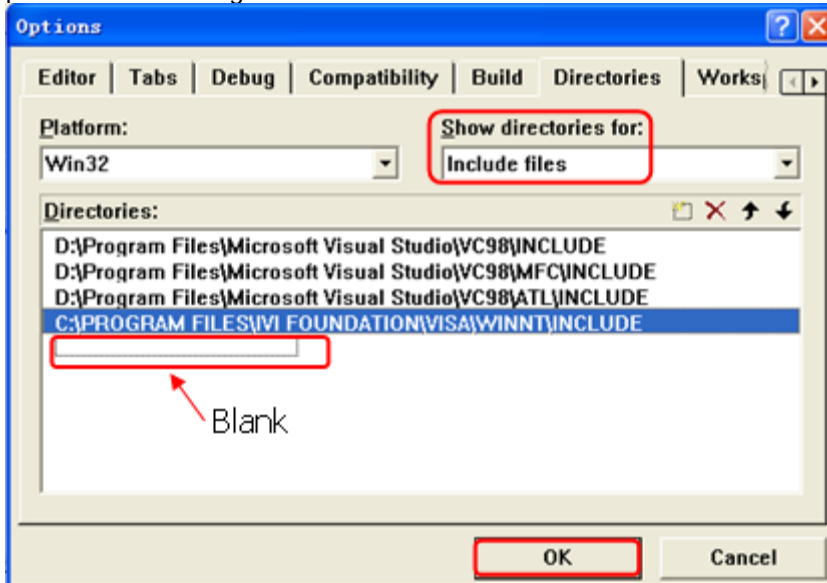 Options
Editor Tabs Debug Compatibility Build Directories Works
Platform: Show directories for:
Win32 Include files
Directories:
D:\Program Files\Microsoft Visual Studio\VC98\INCLUDE
D:\Program Files\Microsoft Visual Studio\VC98\MFC\INCLUDE
D:\Program Files\Microsoft Visual Studio\VC98\ATL\INCLUDE
C:\PROGRAM FILES\IVI FOUNDATION\VISA\WINNT\INCLUDE
Blank
OK Cancel